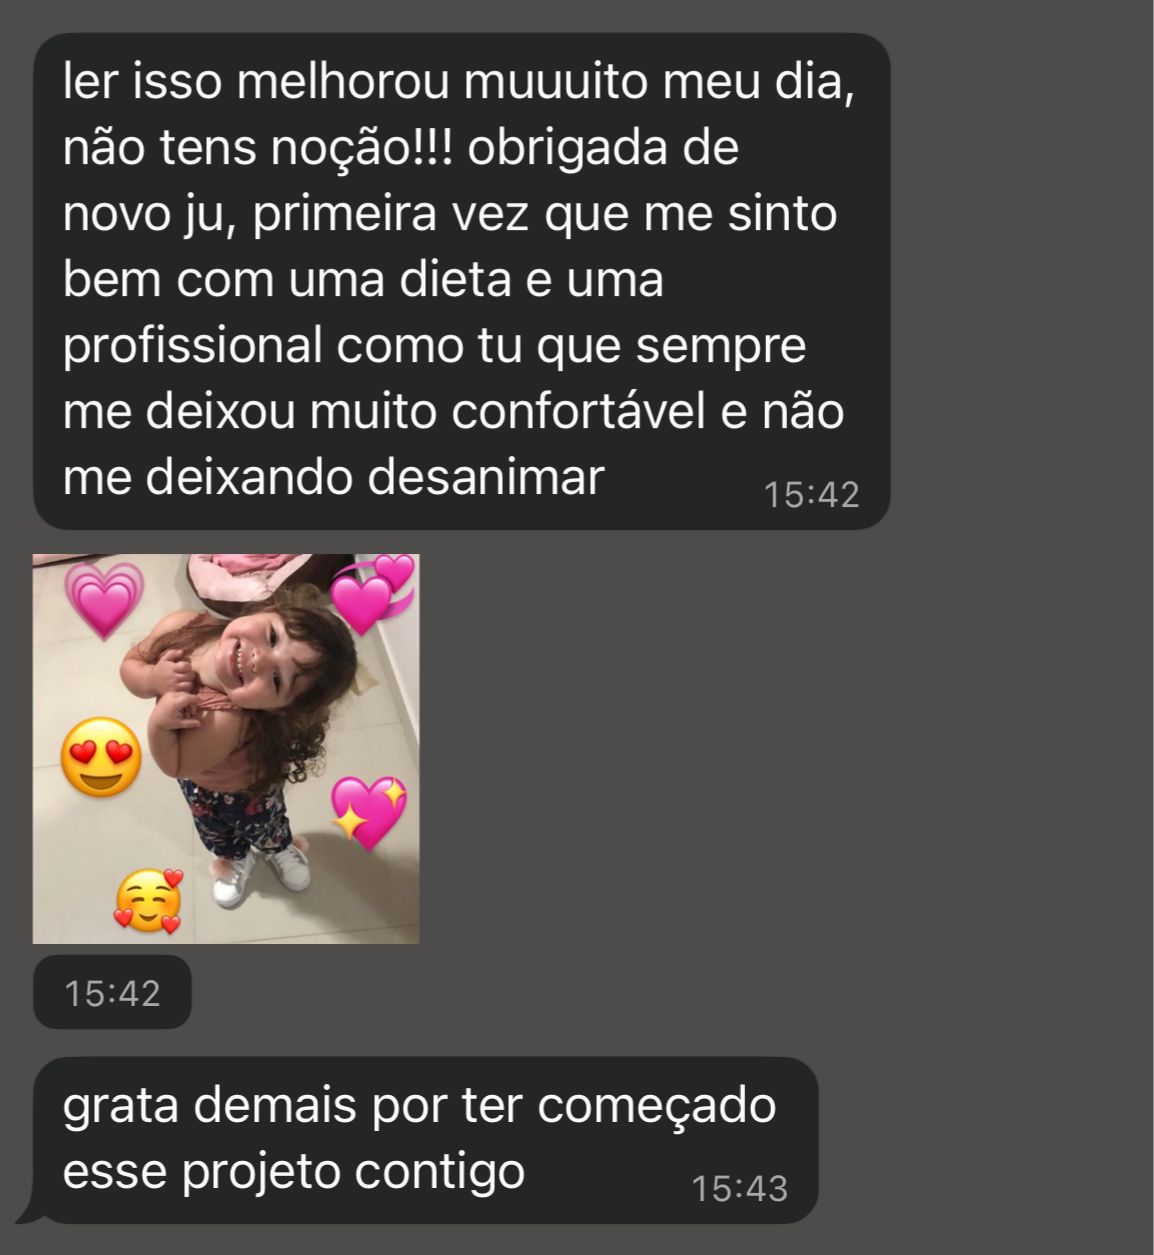 ler isso melhorou muuuito meu dia,
não tens noção!!! obrigada de
novo ju, primeira vez que me sinto
bem com uma dieta e uma
profissional como tu que sempre
me deixou muito confortável e não
me deixando desanimar
15:42
15:42
grata demais por ter começado
esse projeto contigo
15:43